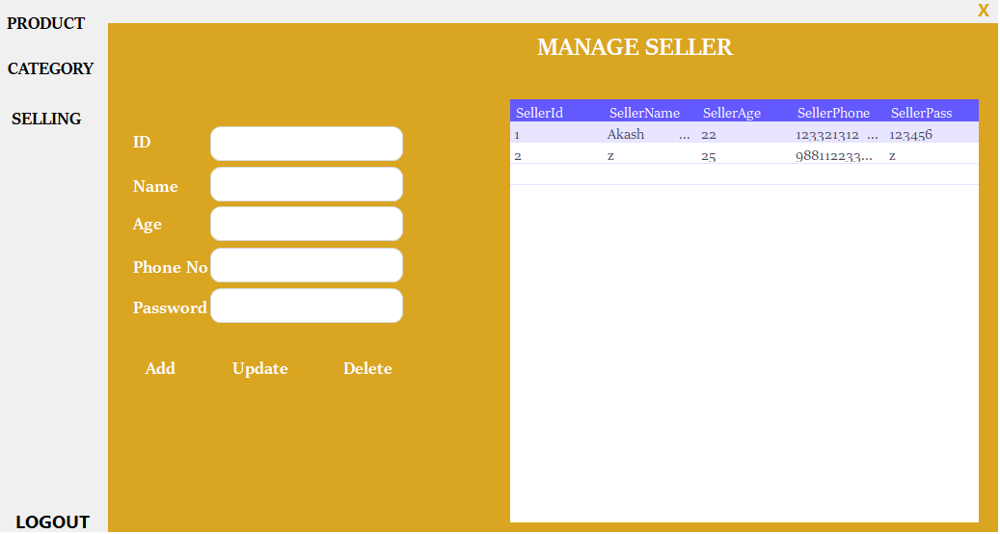 X
PRODUCT
MANAGE SELLER
CATEGORY
SellerId SellerName SellerAge SellerPhone SellerPass
SELLING
1 Akash ... 22 123321312 ... 123456
ID
2 z 25 988112233... z
Name
Age
Phone No
Password
Add Update Delete
LOGOUT